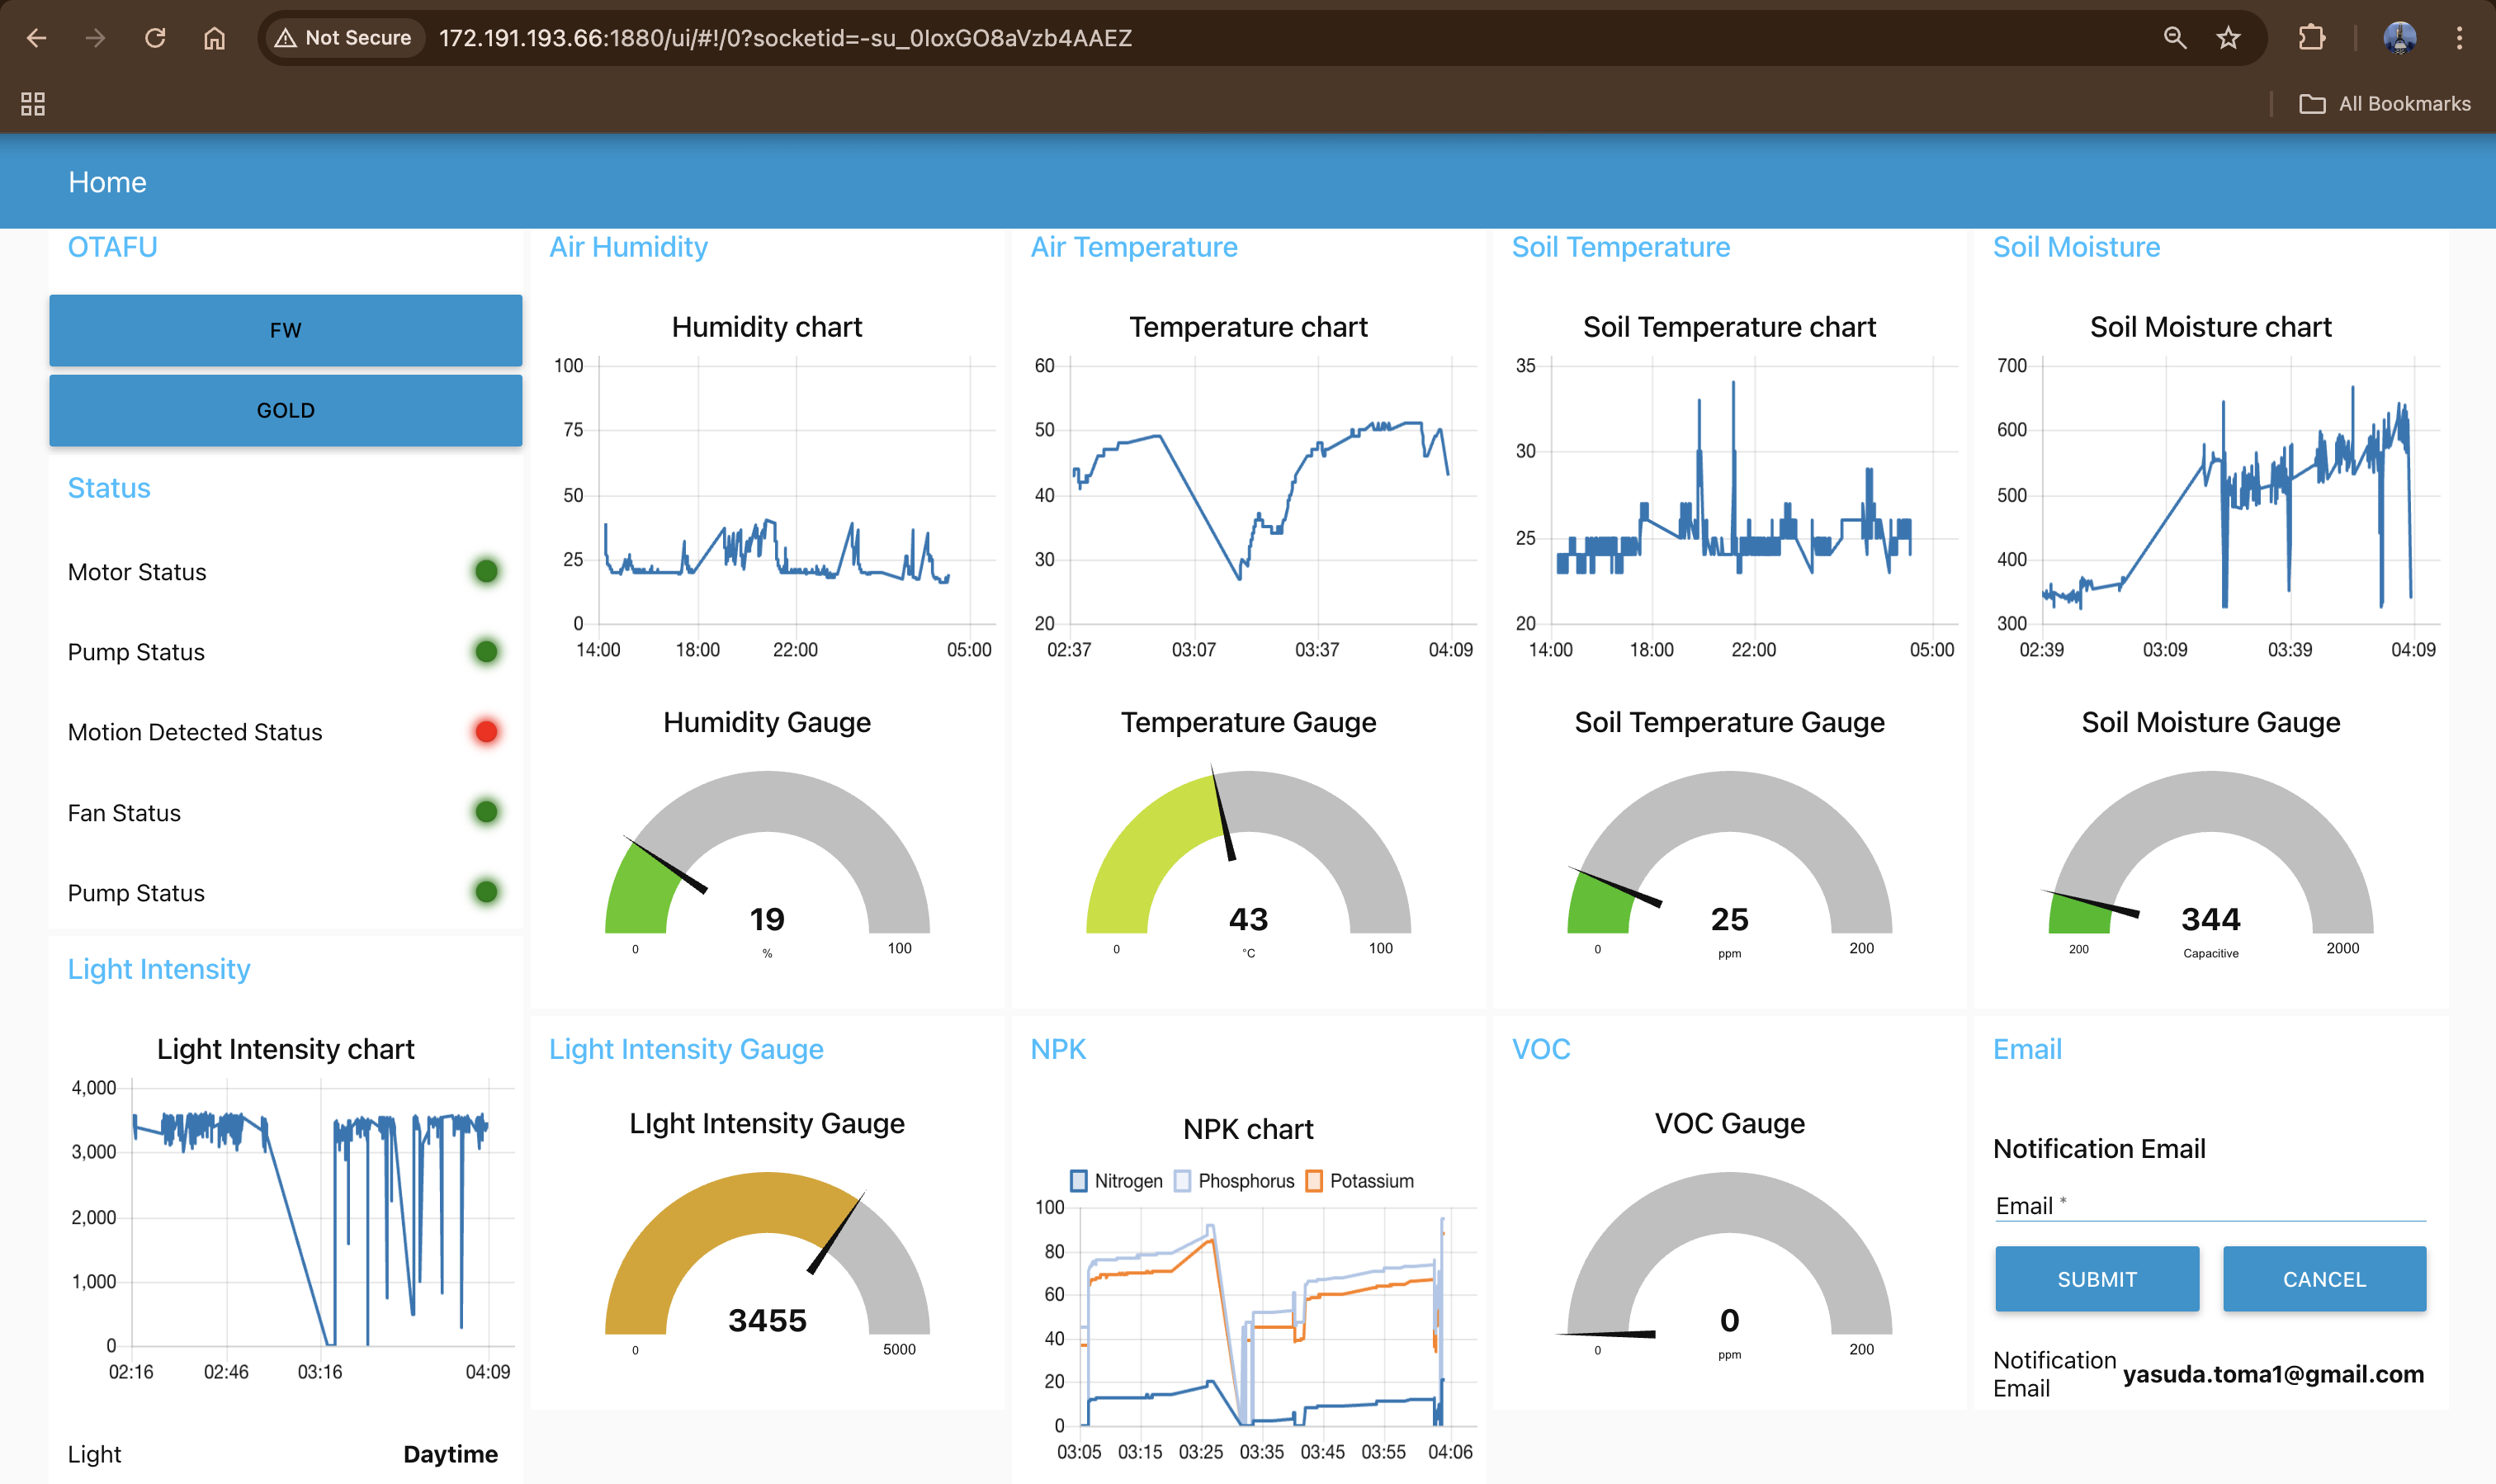 Not Secure
172.191.193.66:1880/ui/#!/0?socketid=-su_0IoxGO8aVzb4AAEZ
All Bookmarks
Home
OTAFU
FW
GOLD
Status
Motor Status
Pump Status
Motion Detected Status
Fan Status
Pump Status
Light Intensity
Light Intensity chart
4,000
3,000
2,000
1,000
0
02:16 02:46 03:16 04:09
Light Daytime
Air Humidity
Humidity chart
100
75
50
25
0
14:00 18:00 22:00 05:00
Humidity Gauge
19
%
0 100
Light Intensity Gauge
LIght Intensity Gauge
3455
0 5000
Air Temperature
Temperature chart
60
50
40
30
20
02:37 03:07 03:37 04:09
Temperature Gauge
43
°C
0 100
NPK
NPK chart
Nitrogen Phosphorus Potassium
100
80
60
40
20
0
03:05 03:15 03:25 03:35 03:45 03:55 04:06
Soil Temperature
Soil Temperature chart
35
30
25
20
14:00 18:00 22:00 05:00
Soil Temperature Gauge
25
ppm
0 200
VOC
VOC Gauge
0
ppm
0 200
Soil Moisture
Soil Moisture chart
700
600
500
400
300
02:39 03:09 03:39 04:09
Soil Moisture Gauge
344
Capacitive
200 2000
Email
Notification Email
Email *
SUBMIT CANCEL
Notification
Email
yasuda.toma1@gmail.com